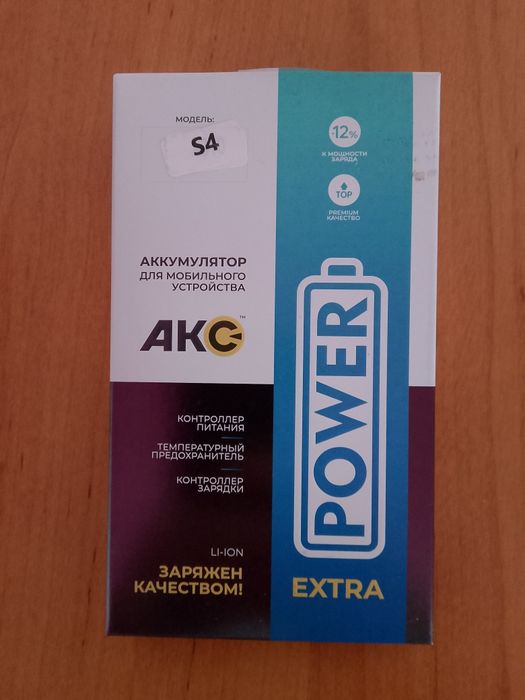 МОДЕЛЬ:
S4
АККУМУЛЯТОР
ДЛЯ МОБИЛЬНОГО
УСТРОЙСТВА
АКС™
КОНТРОЛЛЕР
ПИТАНИЯ
ТЕМПЕРАТУРНЫЙ
ПРЕДОХРАНИТЕЛЬ
КОНТРОЛЛЕР
ЗАРЯДКИ
LI-ION
ЗАРЯЖЕН
КАЧЕСТВОМ!
+12%
К МОЩНОСТИ
ЗАРЯДА
TOP
PREMIUM
КАЧЕСТВО
POWER
EXTRA